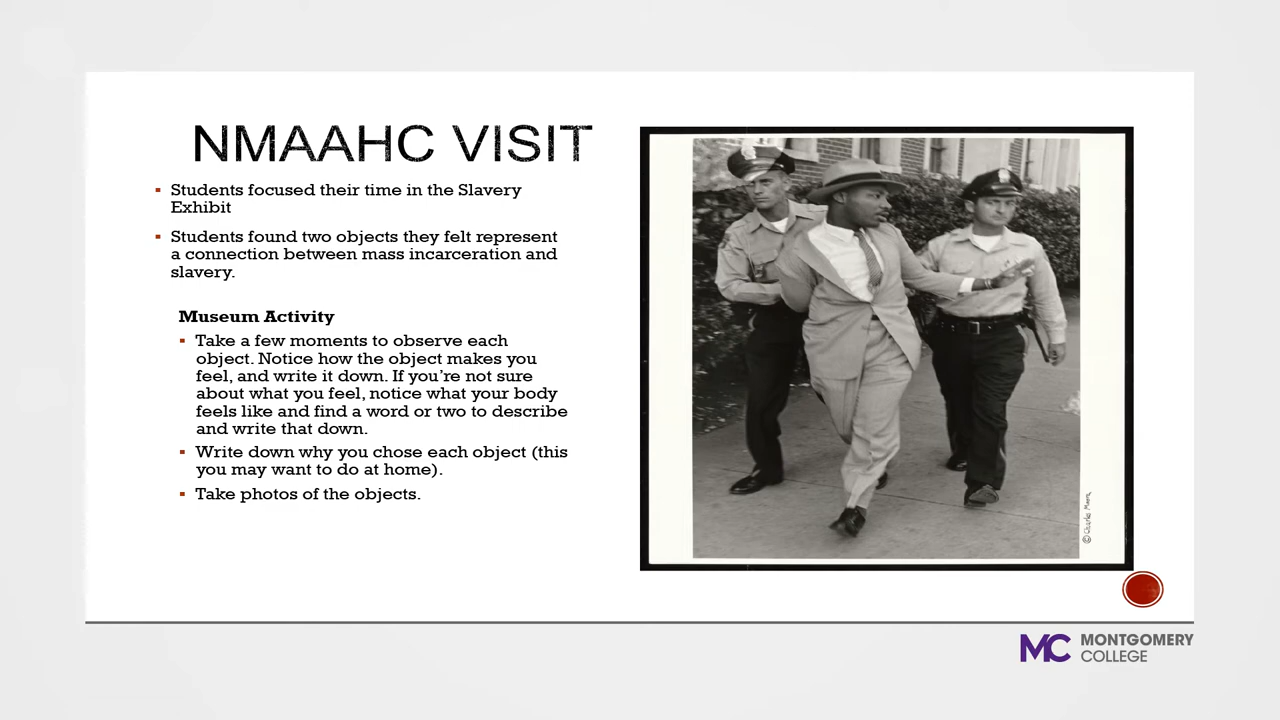 NMAAHC VISIT
Students focused their time in the Slavery
Exhibit
Students found two objects they felt represent
a connection between mass incarceration and
slavery.
Museum Activity
Take a few moments to observe each
object. Notice how the object makes you
feel, and write it down. If you’re not sure
about what you feel, notice what your body
feels like and find a word or two to describe
and write that down.
Write down why you chose each object (this
you may want to do at home).
Take photos of the objects.
© Charles Moore
MC MONTGOMERY
COLLEGE